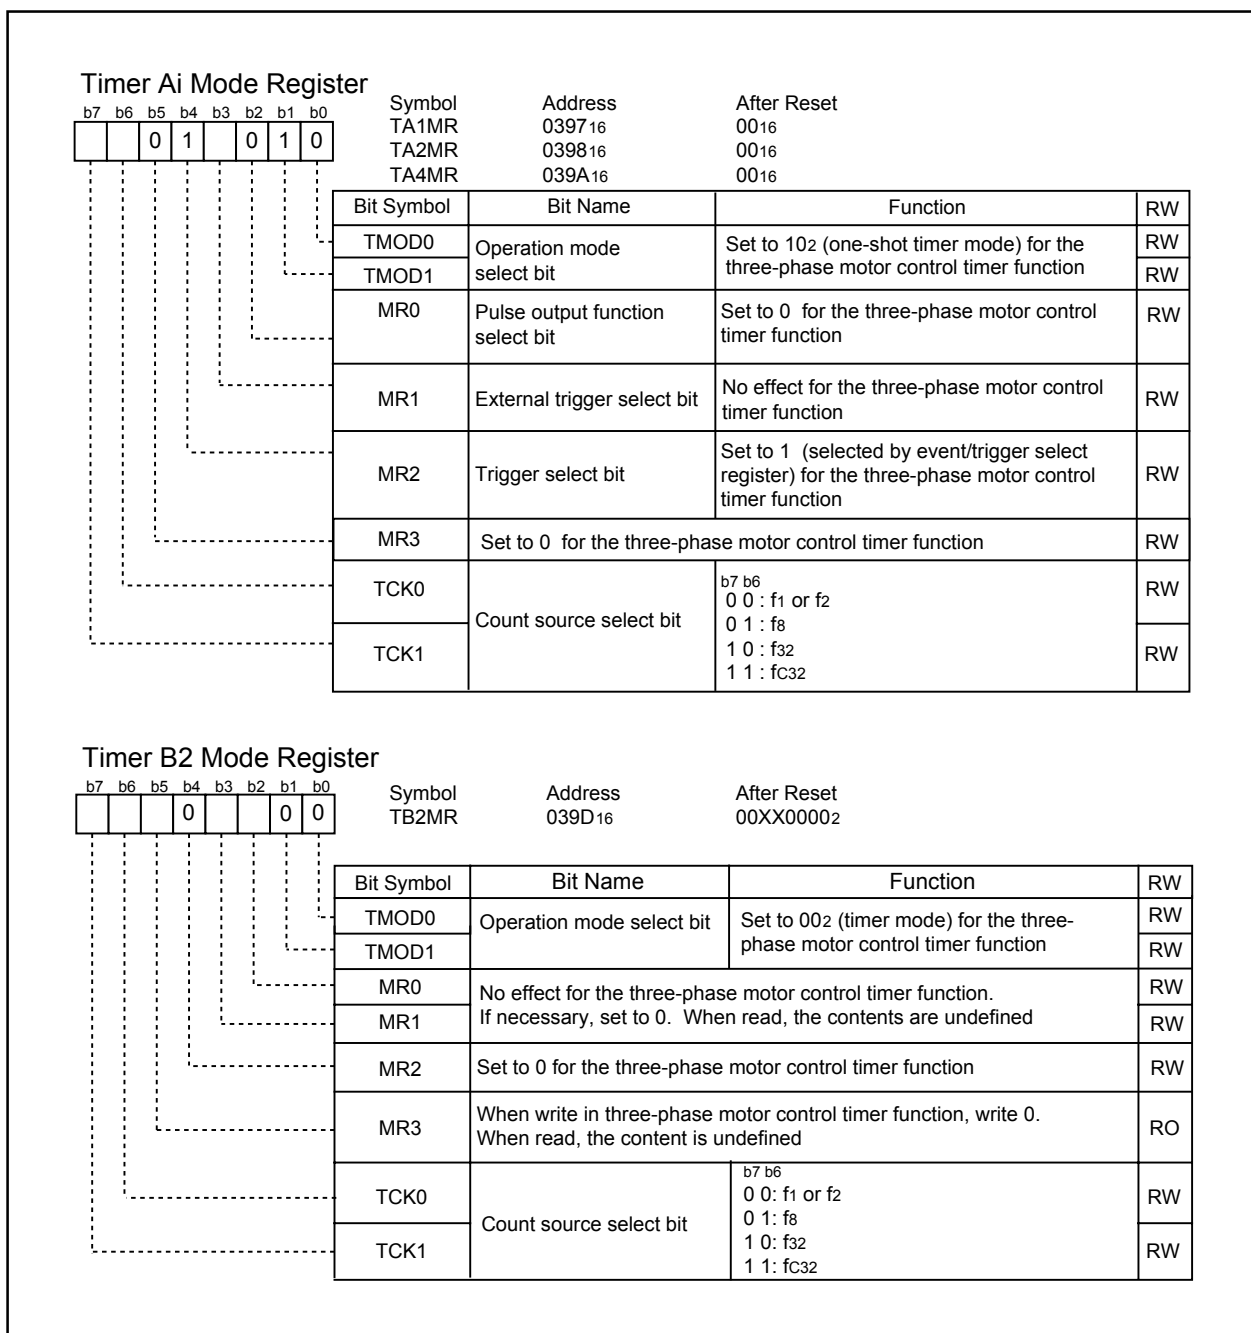 Timer Ai Mode Register
b7 b6 b5 b4 b3 b2 b1 b0
0 1 0 1 0
Symbol Address After Reset
TA1MR 039716 0016
TA2MR 039816 0016
TA4MR 039A16 0016
Bit Symbol Bit Name Function RW
TMOD0 Operation mode select bit Set to 102 (one-shot timer mode) for the RW
TMOD1 three-phase motor control timer function RW
MR0 Pulse output function Set to 0 for the three-phase motor control RW
select bit timer function
MR1 External trigger select bit No effect for the three-phase motor control RW
timer function
Set to 1 (selected by event/trigger select
MR2 Trigger select bit register) for the three-phase motor control RW
timer function
MR3 Set to 0 for the three-phase motor control timer function RW
b7 b6
TCK0 0 0 : f1 or f2 RW
Count source select bit 0 1 : f8
TCK1 1 0 : f32 RW
1 1 : fC32
Timer B2 Mode Register
b7 b6 b5 b4 b3 b2 b1 b0
0 0 0
Symbol Address After Reset
TB2MR 039D16 00XX00002
Bit Symbol Bit Name Function RW
TMOD0 Operation mode select bit Set to 002 (timer mode) for the three- RW
TMOD1 phase motor control timer function RW
MR0 No effect for the three-phase motor control timer function. RW
MR1 If necessary, set to 0. When read, the contents are undefined RW
MR2 Set to 0 for the three-phase motor control timer function RW
When write in three-phase motor control timer function, write 0.
MR3 When read, the content is undefined RO
b7 b6
TCK0 0 0: f1 or f2 RW
Count source select bit 0 1: f8
TCK1 1 0: f32 RW
1 1: fC32